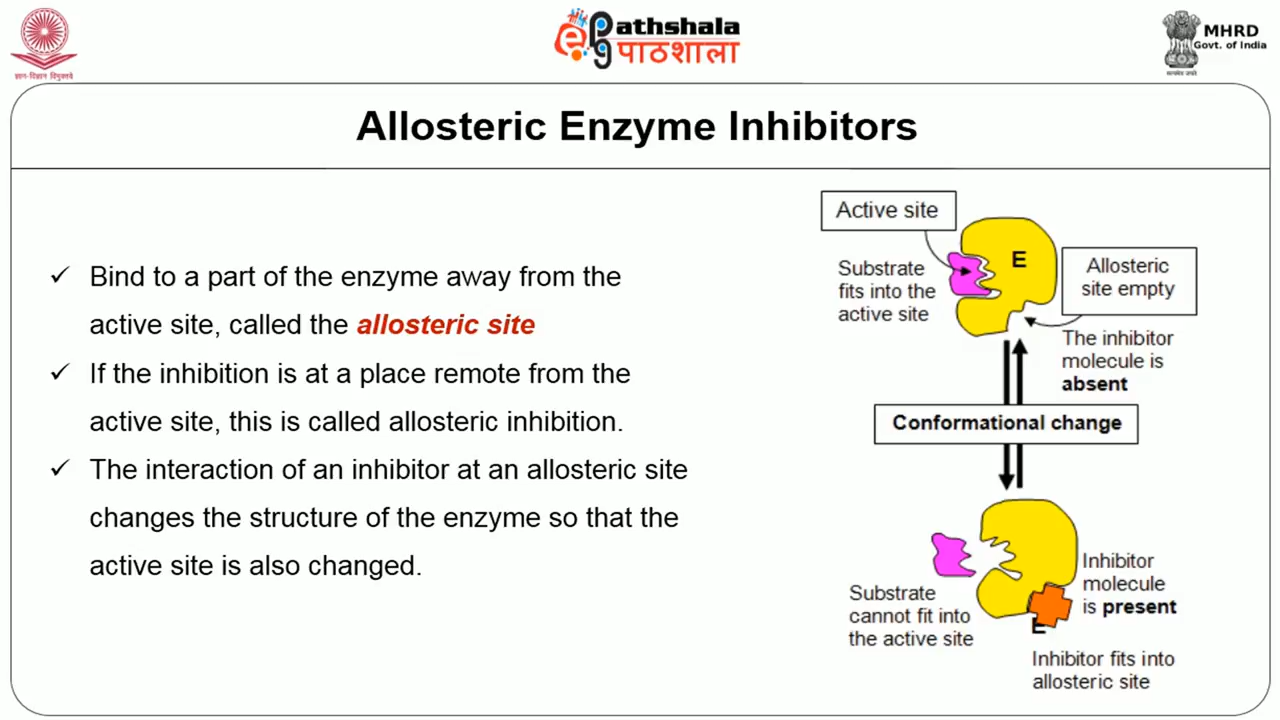 ज्ञान-विज्ञान विमुक्तये
ePG Pathshala
पाठशाला
MHRD
Govt. of India
सत्यमेव जयते
Allosteric Enzyme Inhibitors
✓ Bind to a part of the enzyme away from the
active site, called the allosteric site
✓ If the inhibition is at a place remote from the
active site, this is called allosteric inhibition.
✓ The interaction of an inhibitor at an allosteric site
changes the structure of the enzyme so that the
active site is also changed.
Active site
E
Substrate
fits into the
active site
Allosteric
site empty
The inhibitor
molecule is
absent
Conformational change
Inhibitor
molecule
is present
Substrate
cannot fit into
the active site
E
Inhibitor fits into
allosteric site